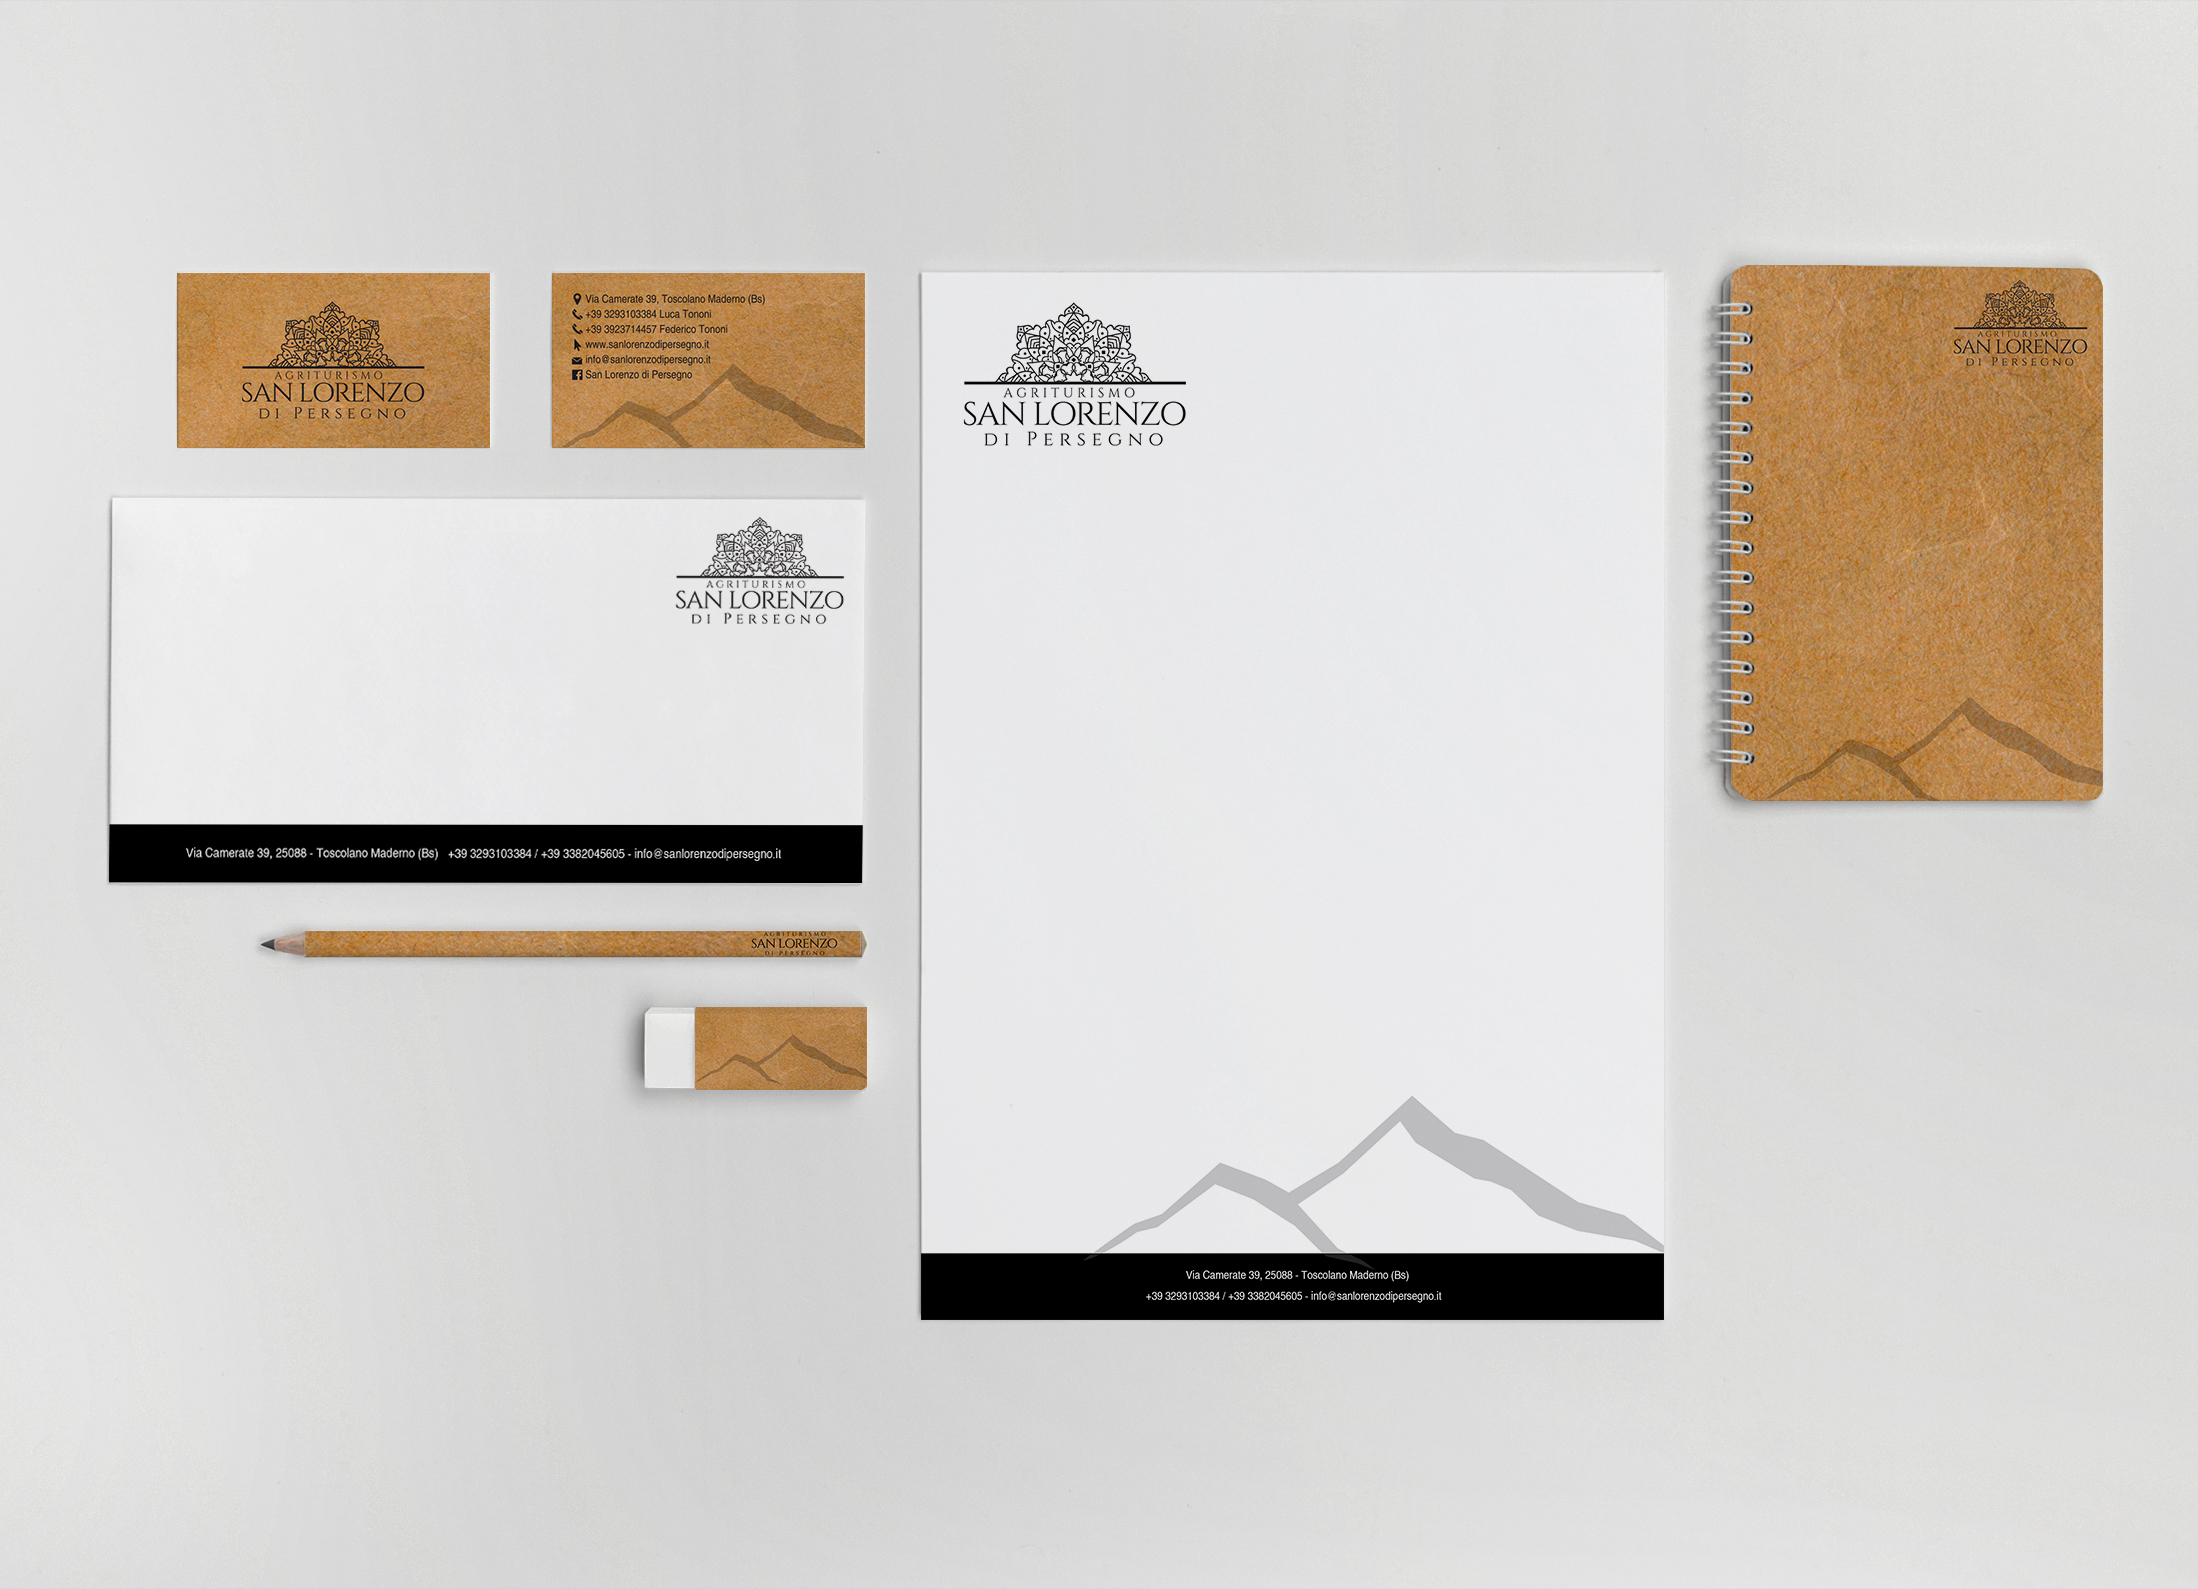 AGRITURISMO
SAN LORENZO
DI PERSEGNO
Via Camerate 39, Toscolano Maderno (Bs)
+39 3293103384 Luca Tononi
+39 3923714457 Federico Tononi
www.sanlorenzodipersegno.it
info@sanlorenzodipersegno.it
San Lorenzo di Persegno
AGRITURISMO
SAN LORENZO
DI PERSEGNO
Via Camerate 39, 25088 - Toscolano Maderno (Bs) +39 3293103384 / +39 3382045605 - info@sanlorenzodipersegno.it
AGRITURISMO
SAN LORENZO
DI PERSEGNO
AGRITURISMO
SAN LORENZO
DI PERSEGNO
Via Camerate 39, 25088 - Toscolano Maderno (Bs)
+39 3293103384 / +39 3382045605 - info@sanlorenzodipersegno.it
AGRITURISMO
SAN LORENZO
DI PERSEGNO